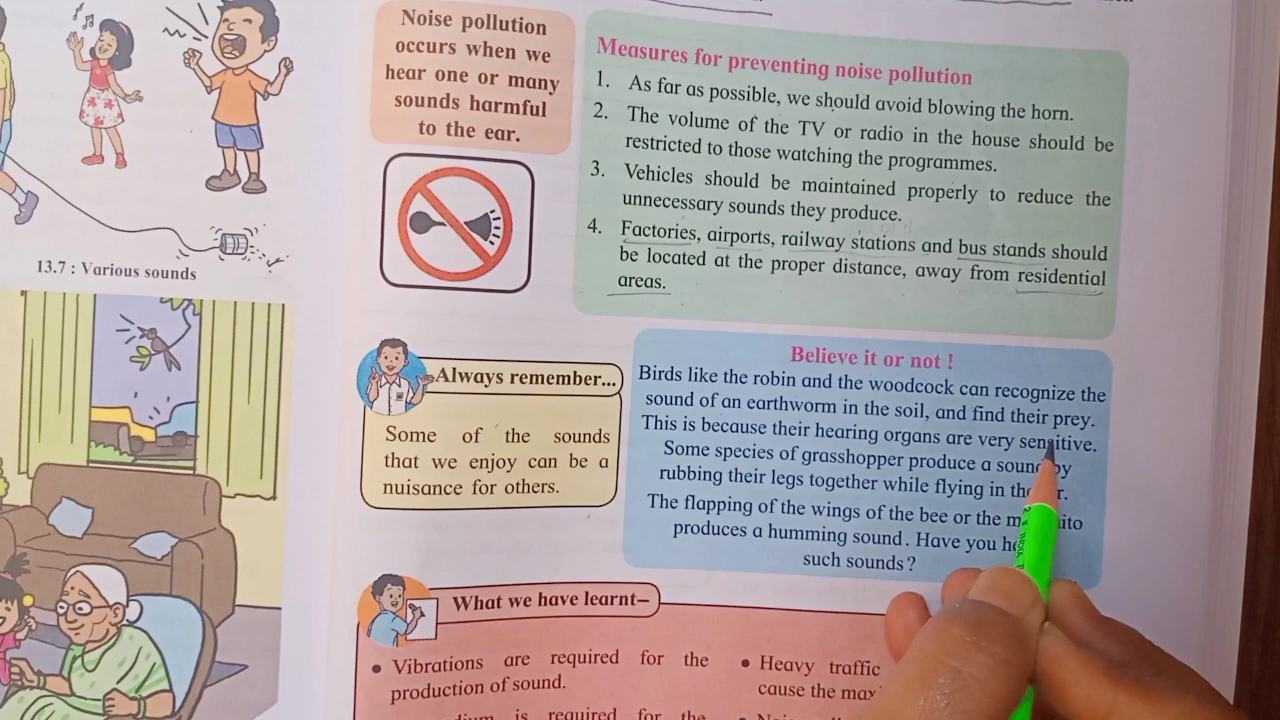 Noise pollution
occurs when we
hear one or many
sounds harmful
to the ear.
Measures for preventing noise pollution
1. As far as possible, we should avoid blowing the horn.
2. The volume of the TV or radio in the house should be
restricted to those watching the programmes.
3. Vehicles should be maintained properly to reduce the
unnecessary sounds they produce.
4. Factories, airports, railway stations and bus stands should
be located at the proper distance, away from residential
areas.
13.7 : Various sounds
Always remember...
Some of the sounds
that we enjoy can be a
nuisance for others.
Believe it or not !
Birds like the robin and the woodcock can recognize the
sound of an earthworm in the soil, and find their prey.
This is because their hearing organs are very sensitive.
Some species of grasshopper produce a sound by
rubbing their legs together while flying in the
The flapping of the wings of the bee or the
produces a humming sound. Have you
such sounds?
What we have learnt–
• Vibrations are required for the
production of sound.
is required for the
• Heavy traffic
cause the